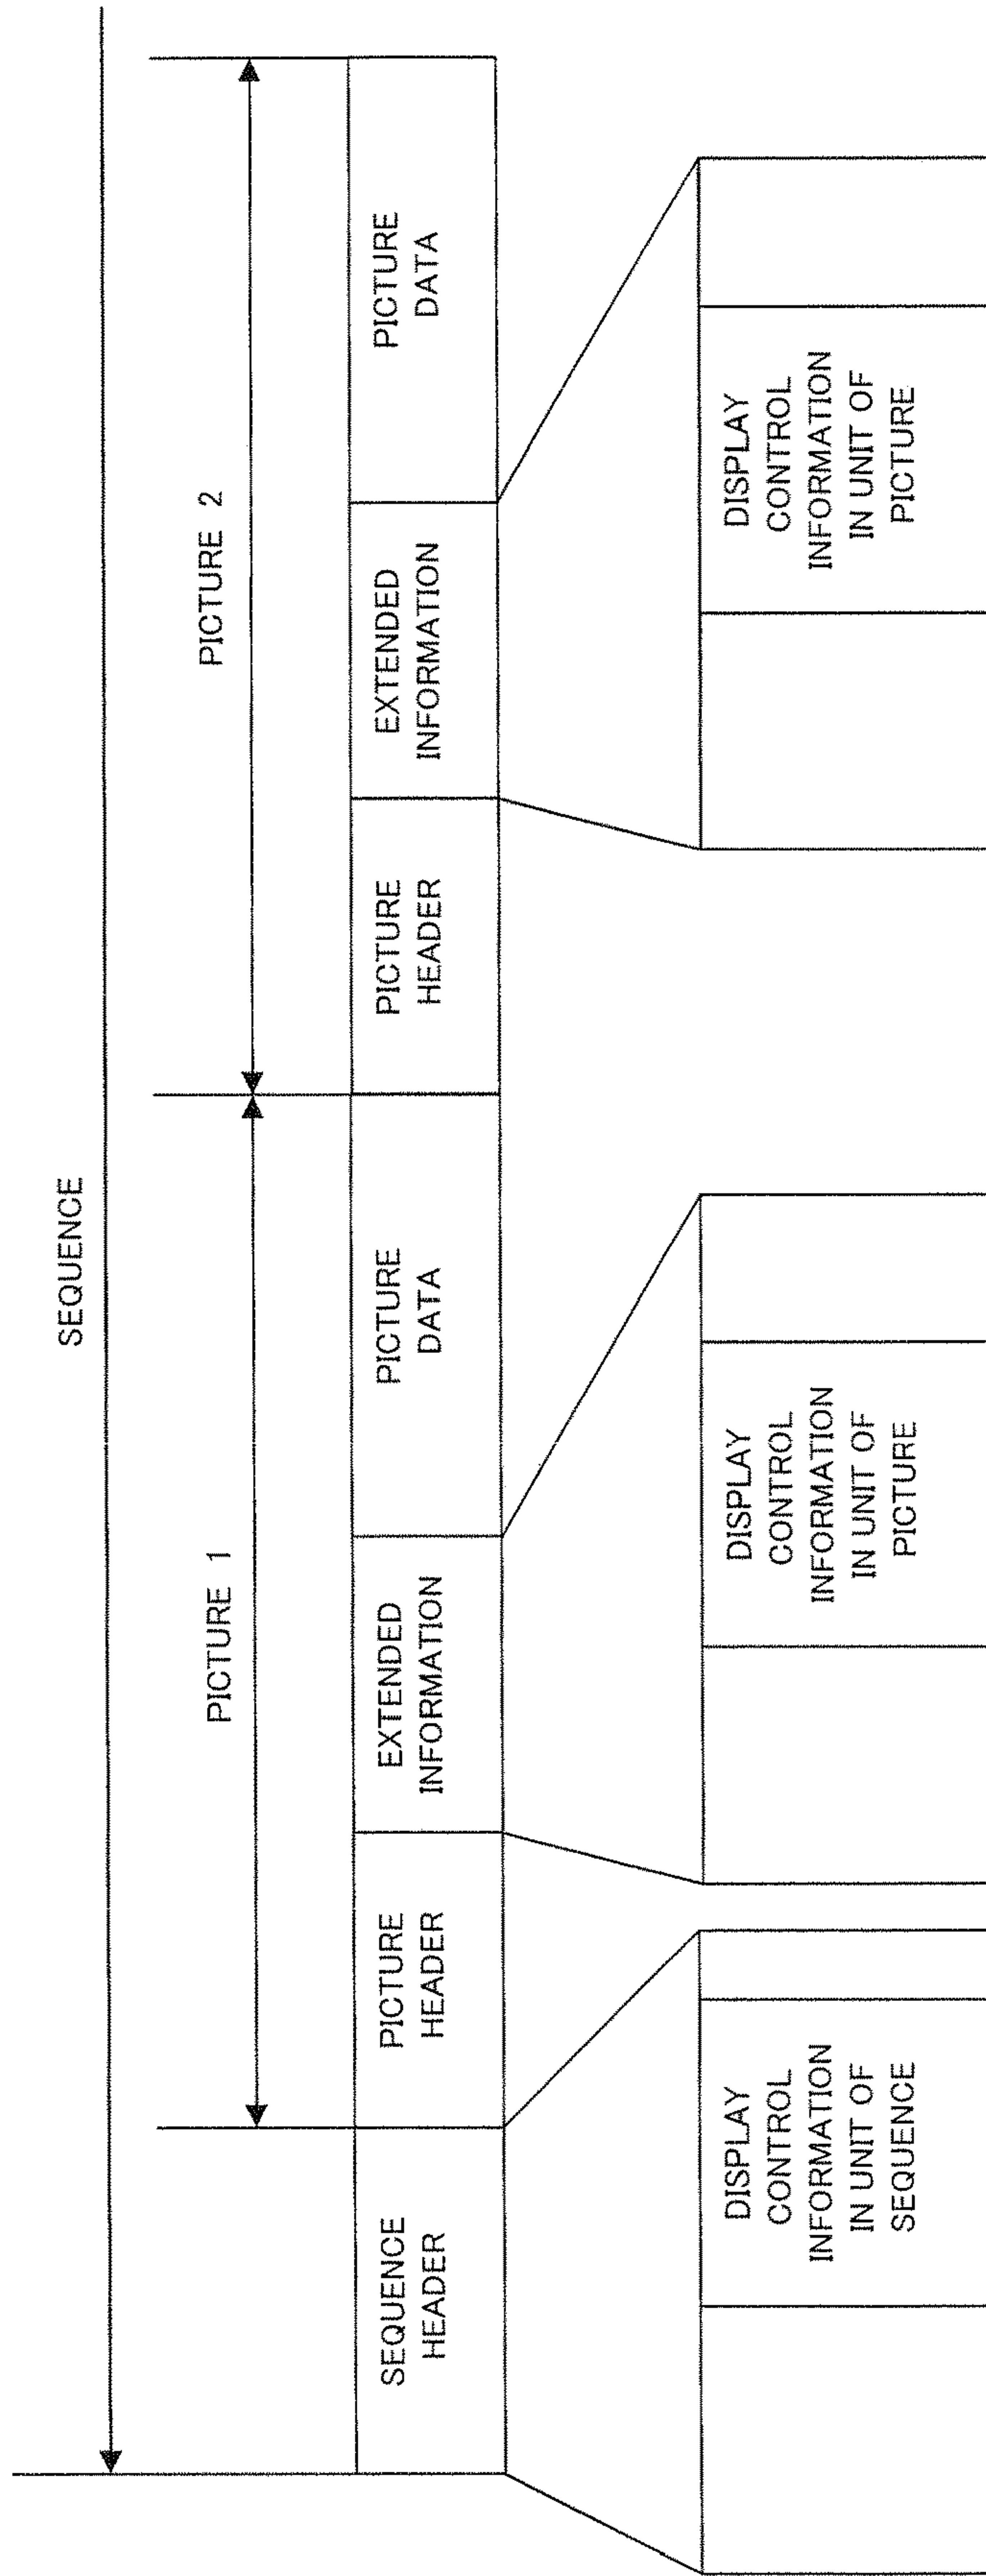 SEQUENCE
PICTURE 1
PICTURE 2
SEQUENCE
HEADER
PICTURE
HEADER
EXTENDED
INFORMATION
PICTURE
DATA
PICTURE
HEADER
EXTENDED
INFORMATION
PICTURE
DATA
DISPLAY
CONTROL
INFORMATION
IN UNIT OF
SEQUENCE
DISPLAY
CONTROL
INFORMATION
IN UNIT OF
PICTURE
DISPLAY
CONTROL
INFORMATION
IN UNIT OF
PICTURE